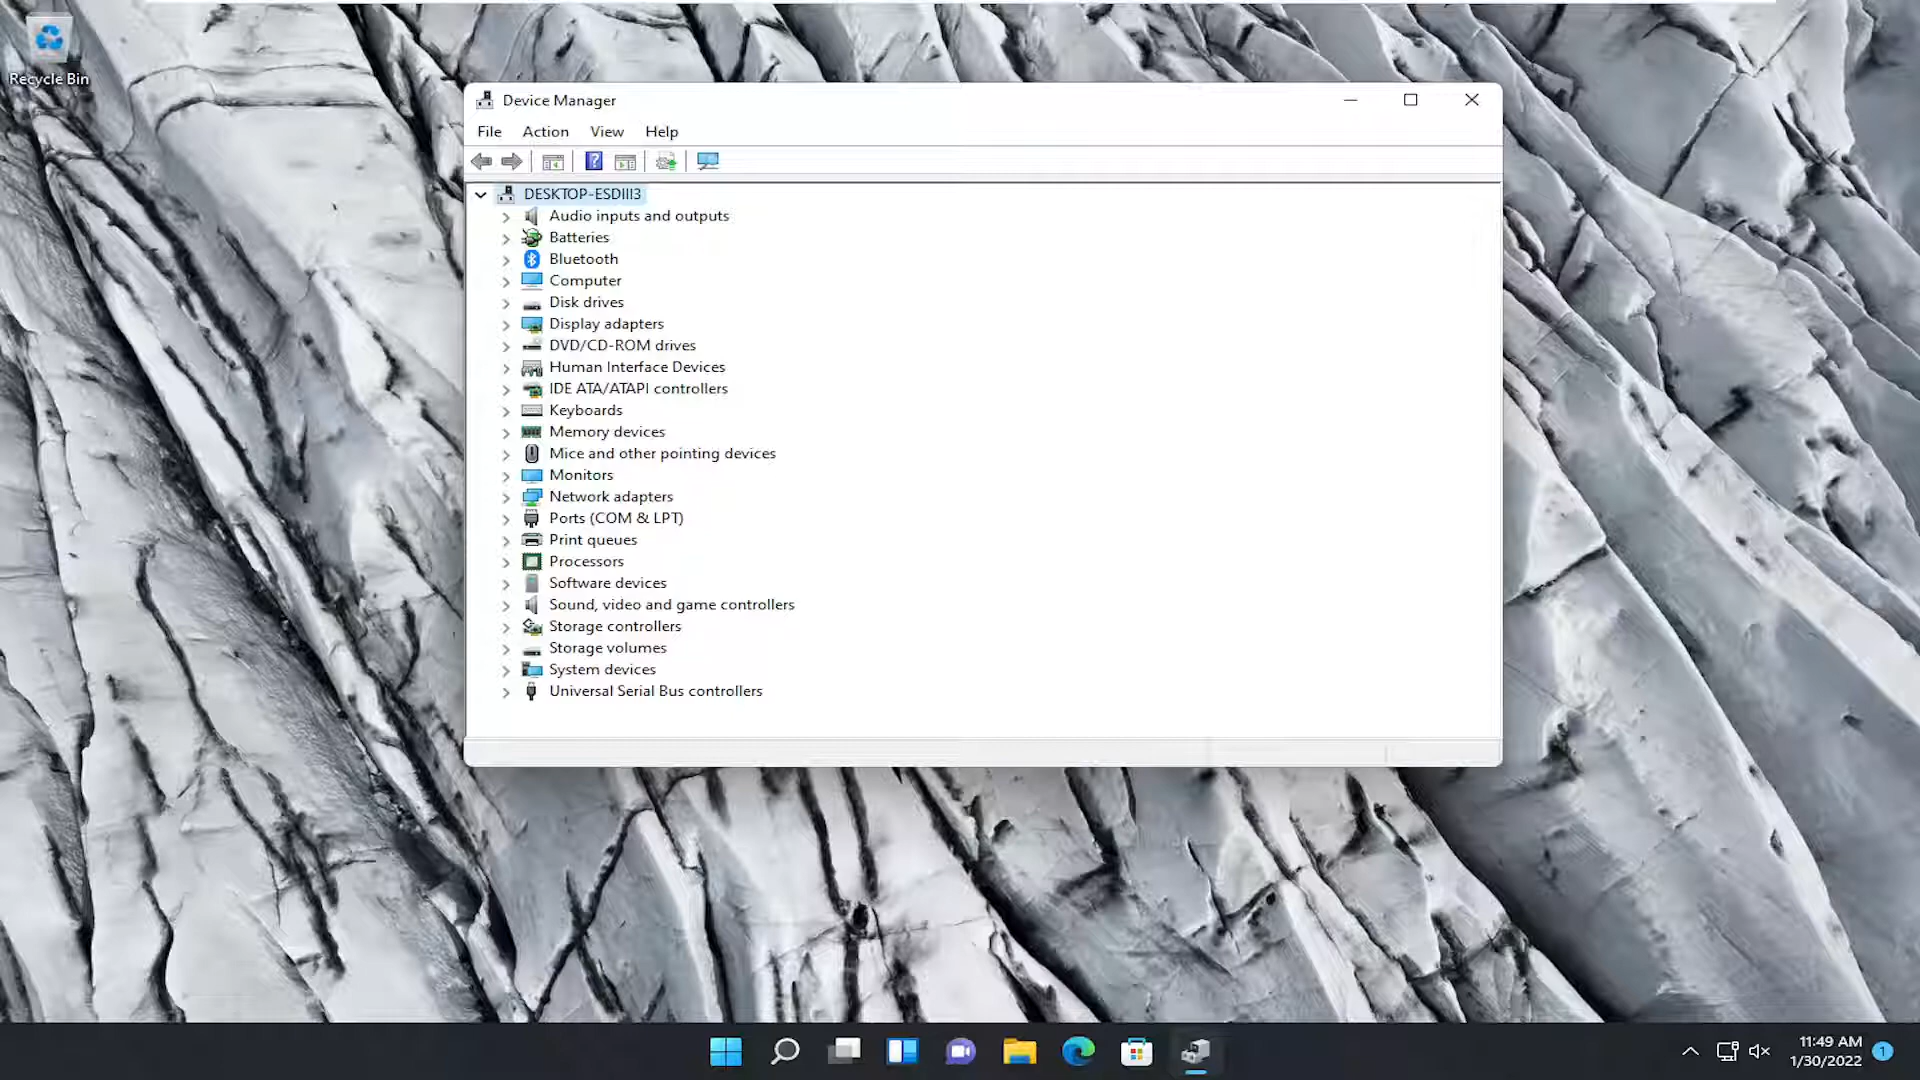 Recycle Bin
Device Manager
File Action View Help
DESKTOP-ESDIII3
Audio inputs and outputs
Batteries
Bluetooth
Computer
Disk drives
Display adapters
DVD/CD-ROM drives
Human Interface Devices
IDE ATA/ATAPI controllers
Keyboards
Memory devices
Mice and other pointing devices
Monitors
Network adapters
Ports (COM & LPT)
Print queues
Processors
Software devices
Sound, video and game controllers
Storage controllers
Storage volumes
System devices
Universal Serial Bus controllers
11:49 AM
1/30/2022
1